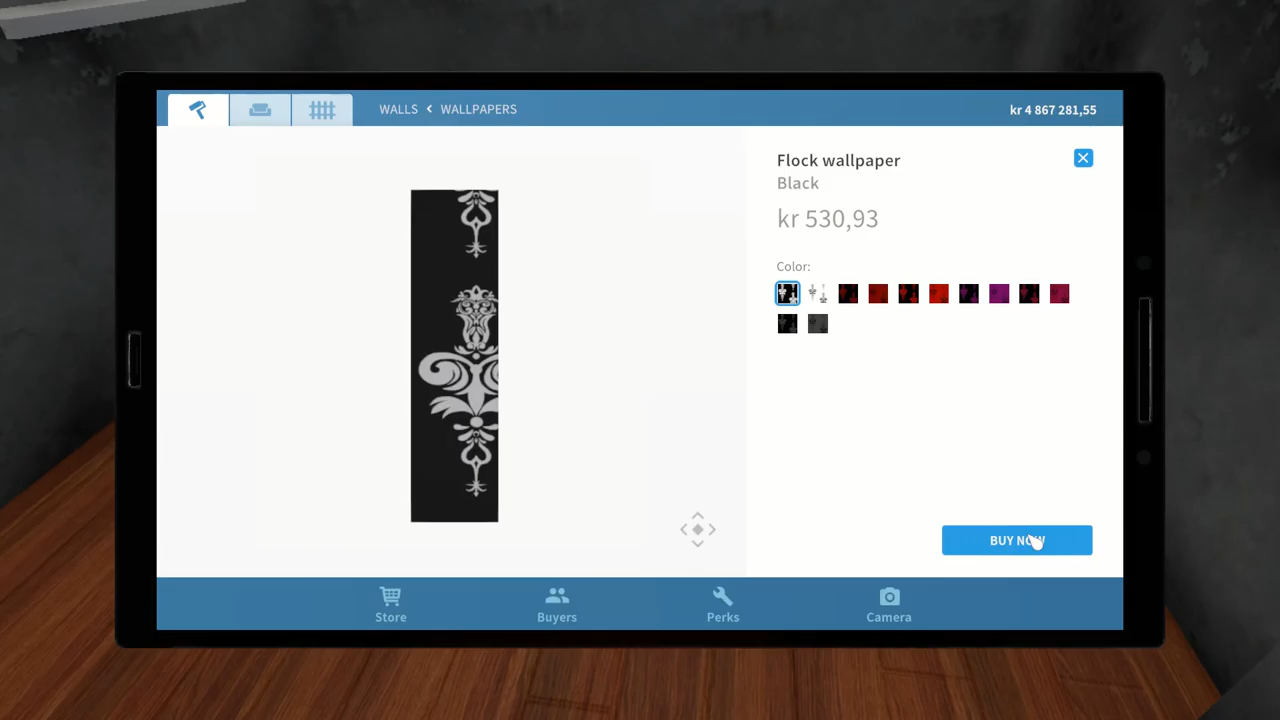 WALLS < WALLPAPERS
kr 4 867 281,55
Flock wallpaper
Black
kr 530,93
Color:
BUY NOW
Store
Buyers
Perks
Camera